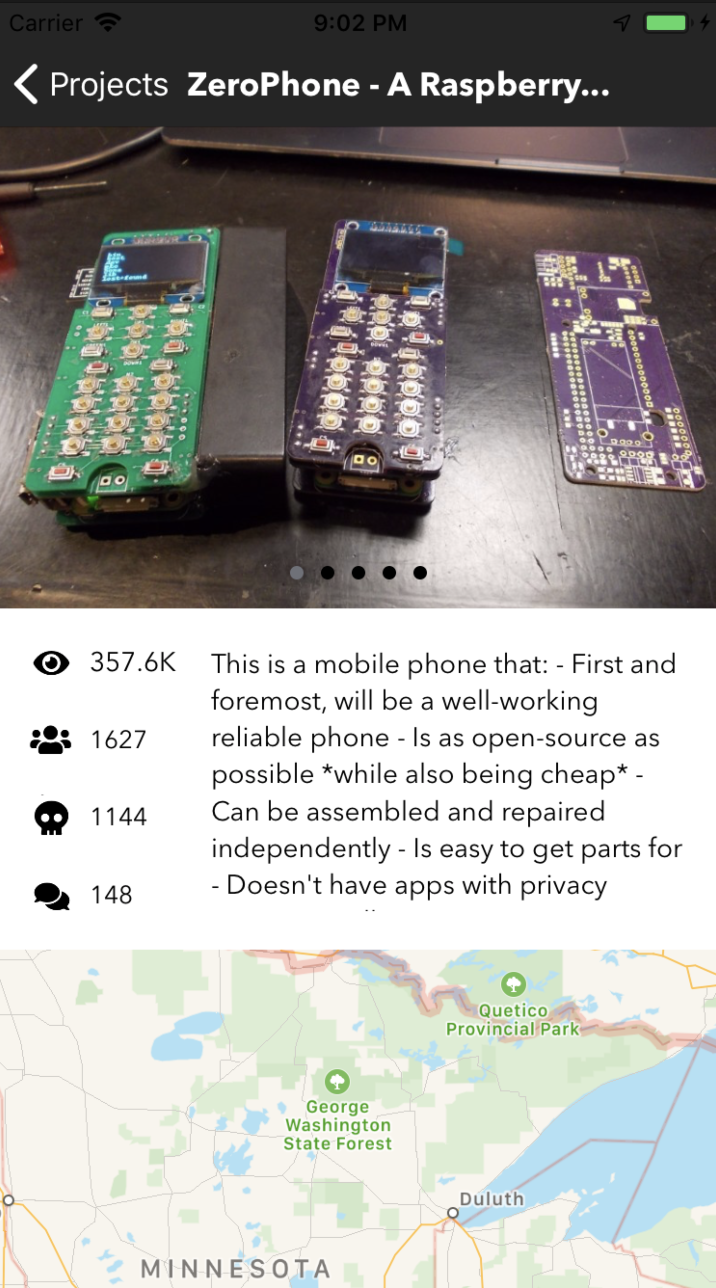 Carrier 9:02 PM
Projects ZeroPhone - A Raspberry...
357.6K
1627
1144
148
This is a mobile phone that: - First and
foremost, will be a well-working
reliable phone - Is as open-source as
possible *while also being cheap* -
Can be assembled and repaired
independently - Is easy to get parts for
- Doesn't have apps with privacy
Quetico
Provincial Park
George
Washington
State Forest
Duluth
MINNESOTA